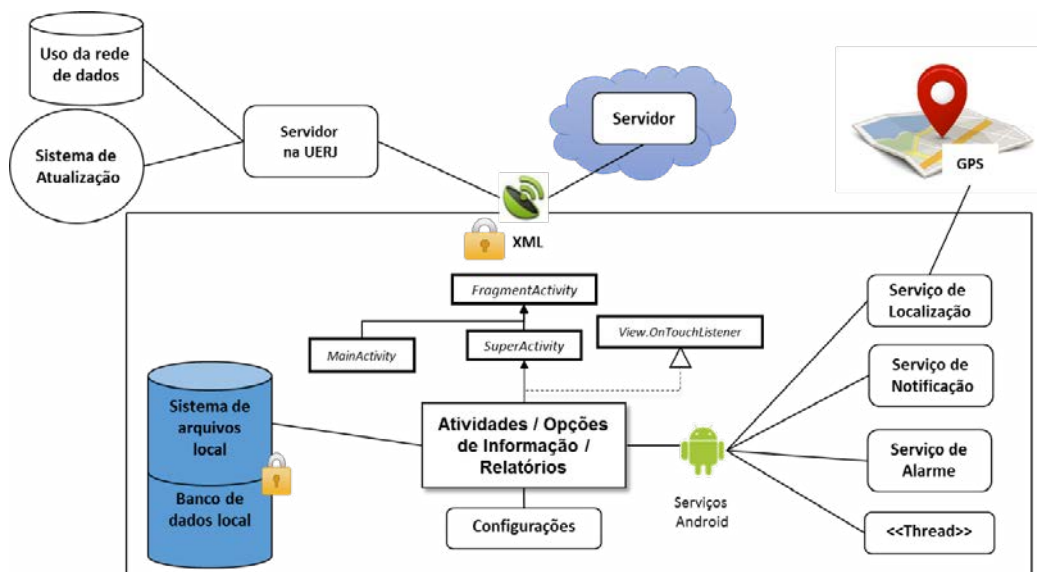 Uso da rede
de dados
Sistema de
Atualização
Servidor
na UERJ
Servidor
GPS
XML
FragmentActivity
MainActivity
SuperActivity
View.OnTouchListener
Serviço de
Localização
Serviço de
Notificação
Serviço de
Alarme
<<Thread>>
Sistema de
arquivos
local
Banco de
dados local
Atividades / Opções
de Informação /
Relatórios
Configurações
Serviços
Android